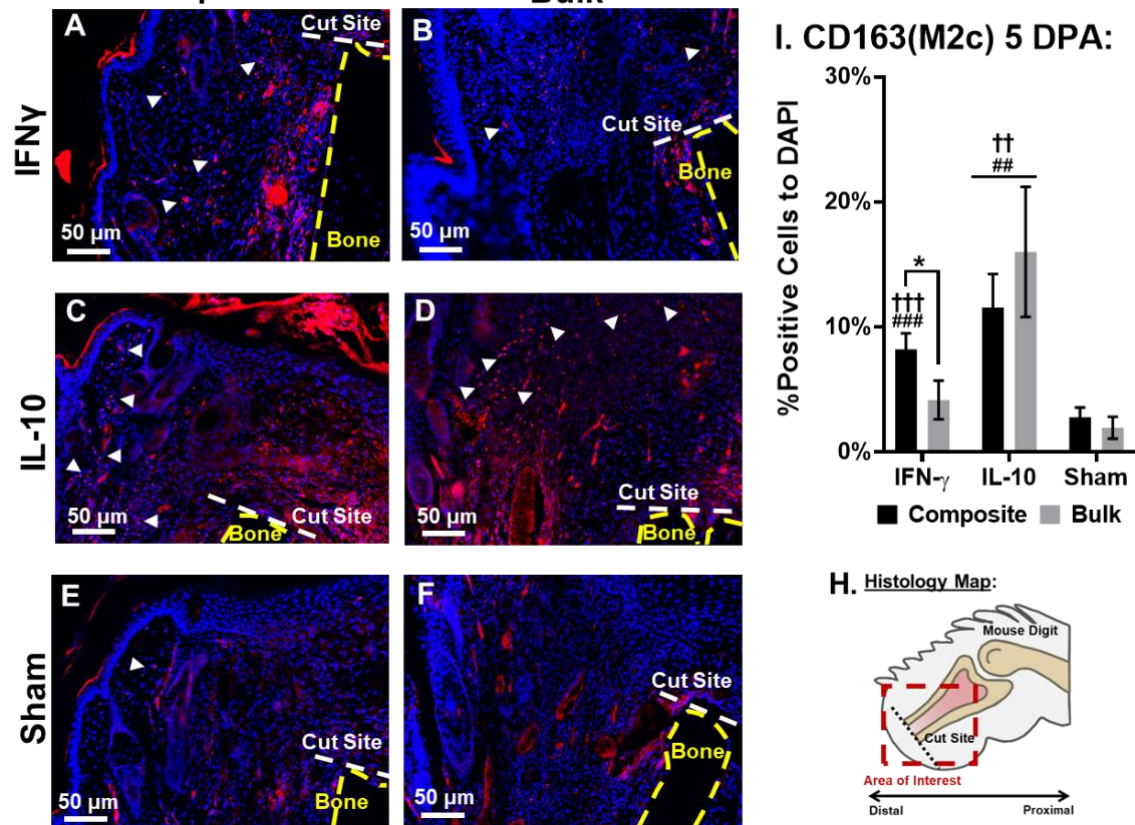 Bulk
IFNγ
A
Cut Site
50 µm
Bone
B
Cut Site
Bone
50 µm
IL-10
C
50 µm
Bone
Cut Site
D
Cut Site
50 µm
Bone
Sham
E
Cut Site
50 µm
Bone
F
Cut Site
Bone
50 µm
I. CD163(M2c) 5 DPA:
%Positive Cells to DAPI
30%
20%
10%
0%
†††
###
*
††
##
IFN-γ IL-10 Sham
Composite Bulk
H. Histology Map:
Mouse Digit
Cut Site
Area of Interest
Distal Proximal